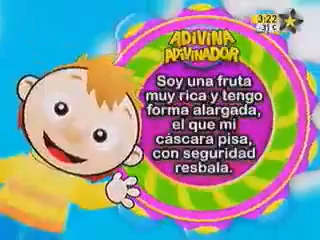 3:22
31°C
ADIVINA
ADIVINADOR
Soy una fruta
muy rica y tengo
forma alargada,
el que mi
cáscara pisa,
con seguridad
resbala.